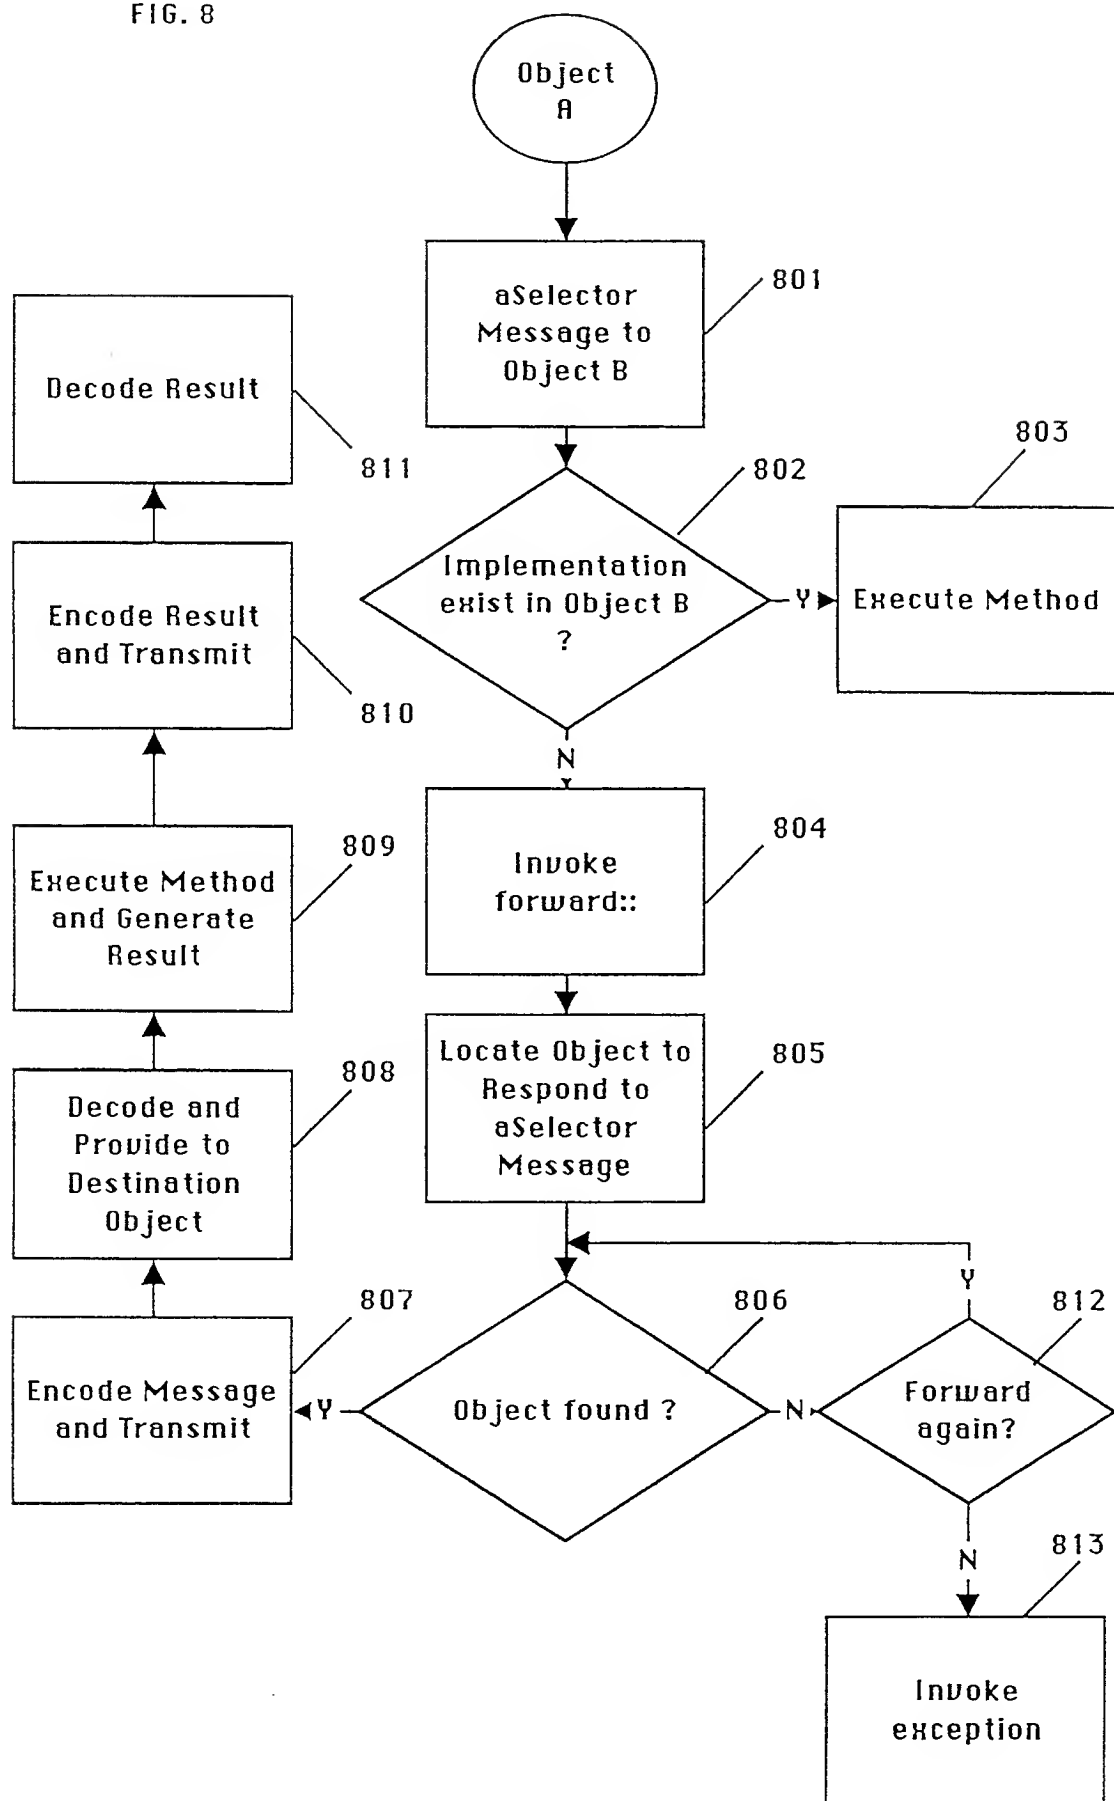 FIG. 8
Object
A
aSelector
Message to
Object B
801
Implementation
exist in Object B
?
802
Y
Execute Method
803
N
Invoke
forward::
804
Locate Object to
Respond to
aSelector
Message
805
Object found ?
806
Y
N
Encode Message
and Transmit
807
Decode and
Provide to
Destination
Object
808
Execute Method
and Generate
Result
809
Encode Result
and Transmit
810
Decode Result
811
Forward
again?
812
Y
N
Invoke
exception
813